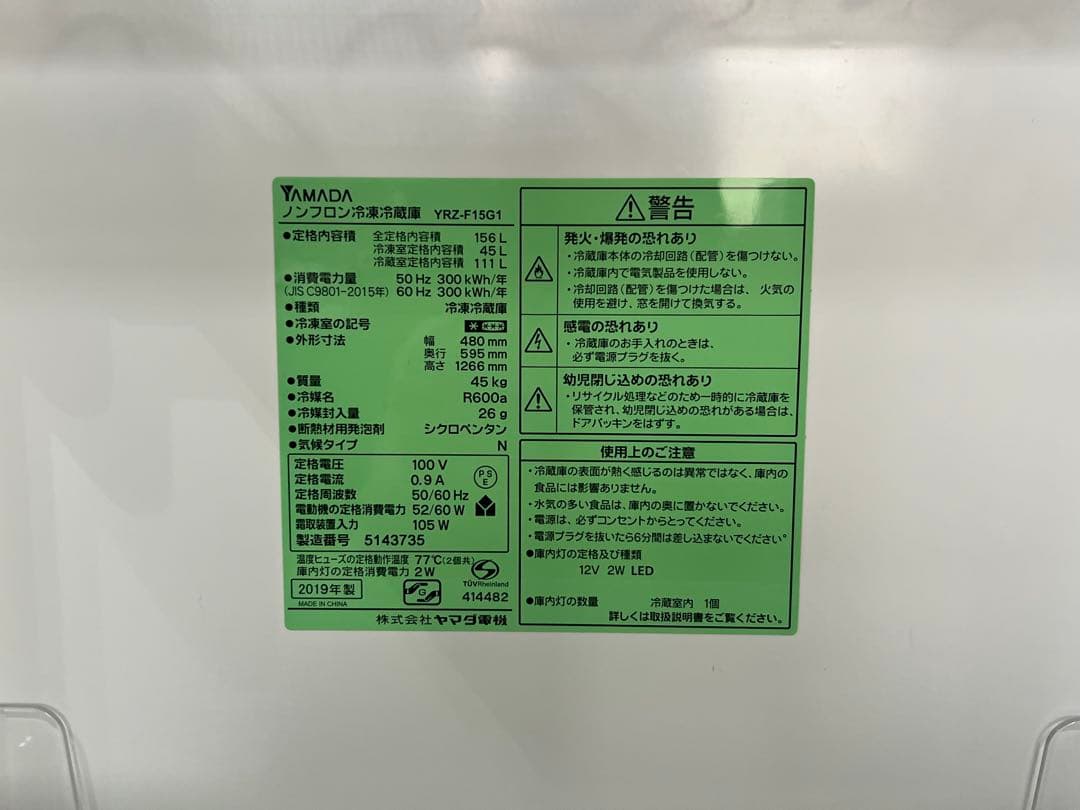 YAMADA
ノンフロン冷凍冷蔵庫 YRZ-F15G1
●定格内容積 全定格内容積 156 L
冷凍室定格内容積 45 L
冷蔵室定格内容積 111 L
●消費電力量 50 Hz 300 kWh/年
(JIS C9801-2015年) 60 Hz 300 kWh/年
●種類 冷凍冷蔵庫
●冷凍室の記号
●外形寸法 幅 480 mm
奥行 595 mm
高さ 1266 mm
●質量 45 kg
●冷媒名 R600a
●冷媒封入量 26 g
●断熱材用発泡剤 シクロペンタン
●気候タイプ N
定格電圧 100 V
定格電流 0.9 A
定格周波数 50/60 Hz
電動機の定格消費電力 52/60 W
霜取装置入力 105 W
製造番号 5143735
PSE
温度ヒューズの定格動作温度 77℃(2個共)
庫内灯の定格消費電力 2 W
TÜVRheinland
2019年製
MADE IN CHINA
G
414482
株式会社ヤマダ電機
警告
発火・爆発の恐れあり
・冷蔵庫本体の冷却回路(配管)を傷つけない。
・冷蔵庫内で電気製品を使用しない。
・冷却回路(配管)を傷つけた場合は、火気の
使用を避け、窓を開けて換気する。
感電の恐れあり
・冷蔵庫のお手入れのときは、
必ず電源プラグを抜く。
幼児閉じ込めの恐れあり
・リサイクル処理などのため一時的に冷蔵庫を
保管され、幼児閉じ込めの恐れがある場合は、
ドアパッキンをはずす。
使用上のご注意
・冷蔵庫の表面が熱く感じるのは異常ではなく、庫内の
食品には影響ありません。
・水気の多い食品は、庫内の奥に置かないでください。
・電源は、必ずコンセントからとってください。
・電源プラグを抜いたら6分間は差し込まないでください。
●庫内灯の定格及び種類
12V 2W LED
●庫内灯の数量 冷蔵室内 1個
詳しくは取扱説明書をご覧ください。